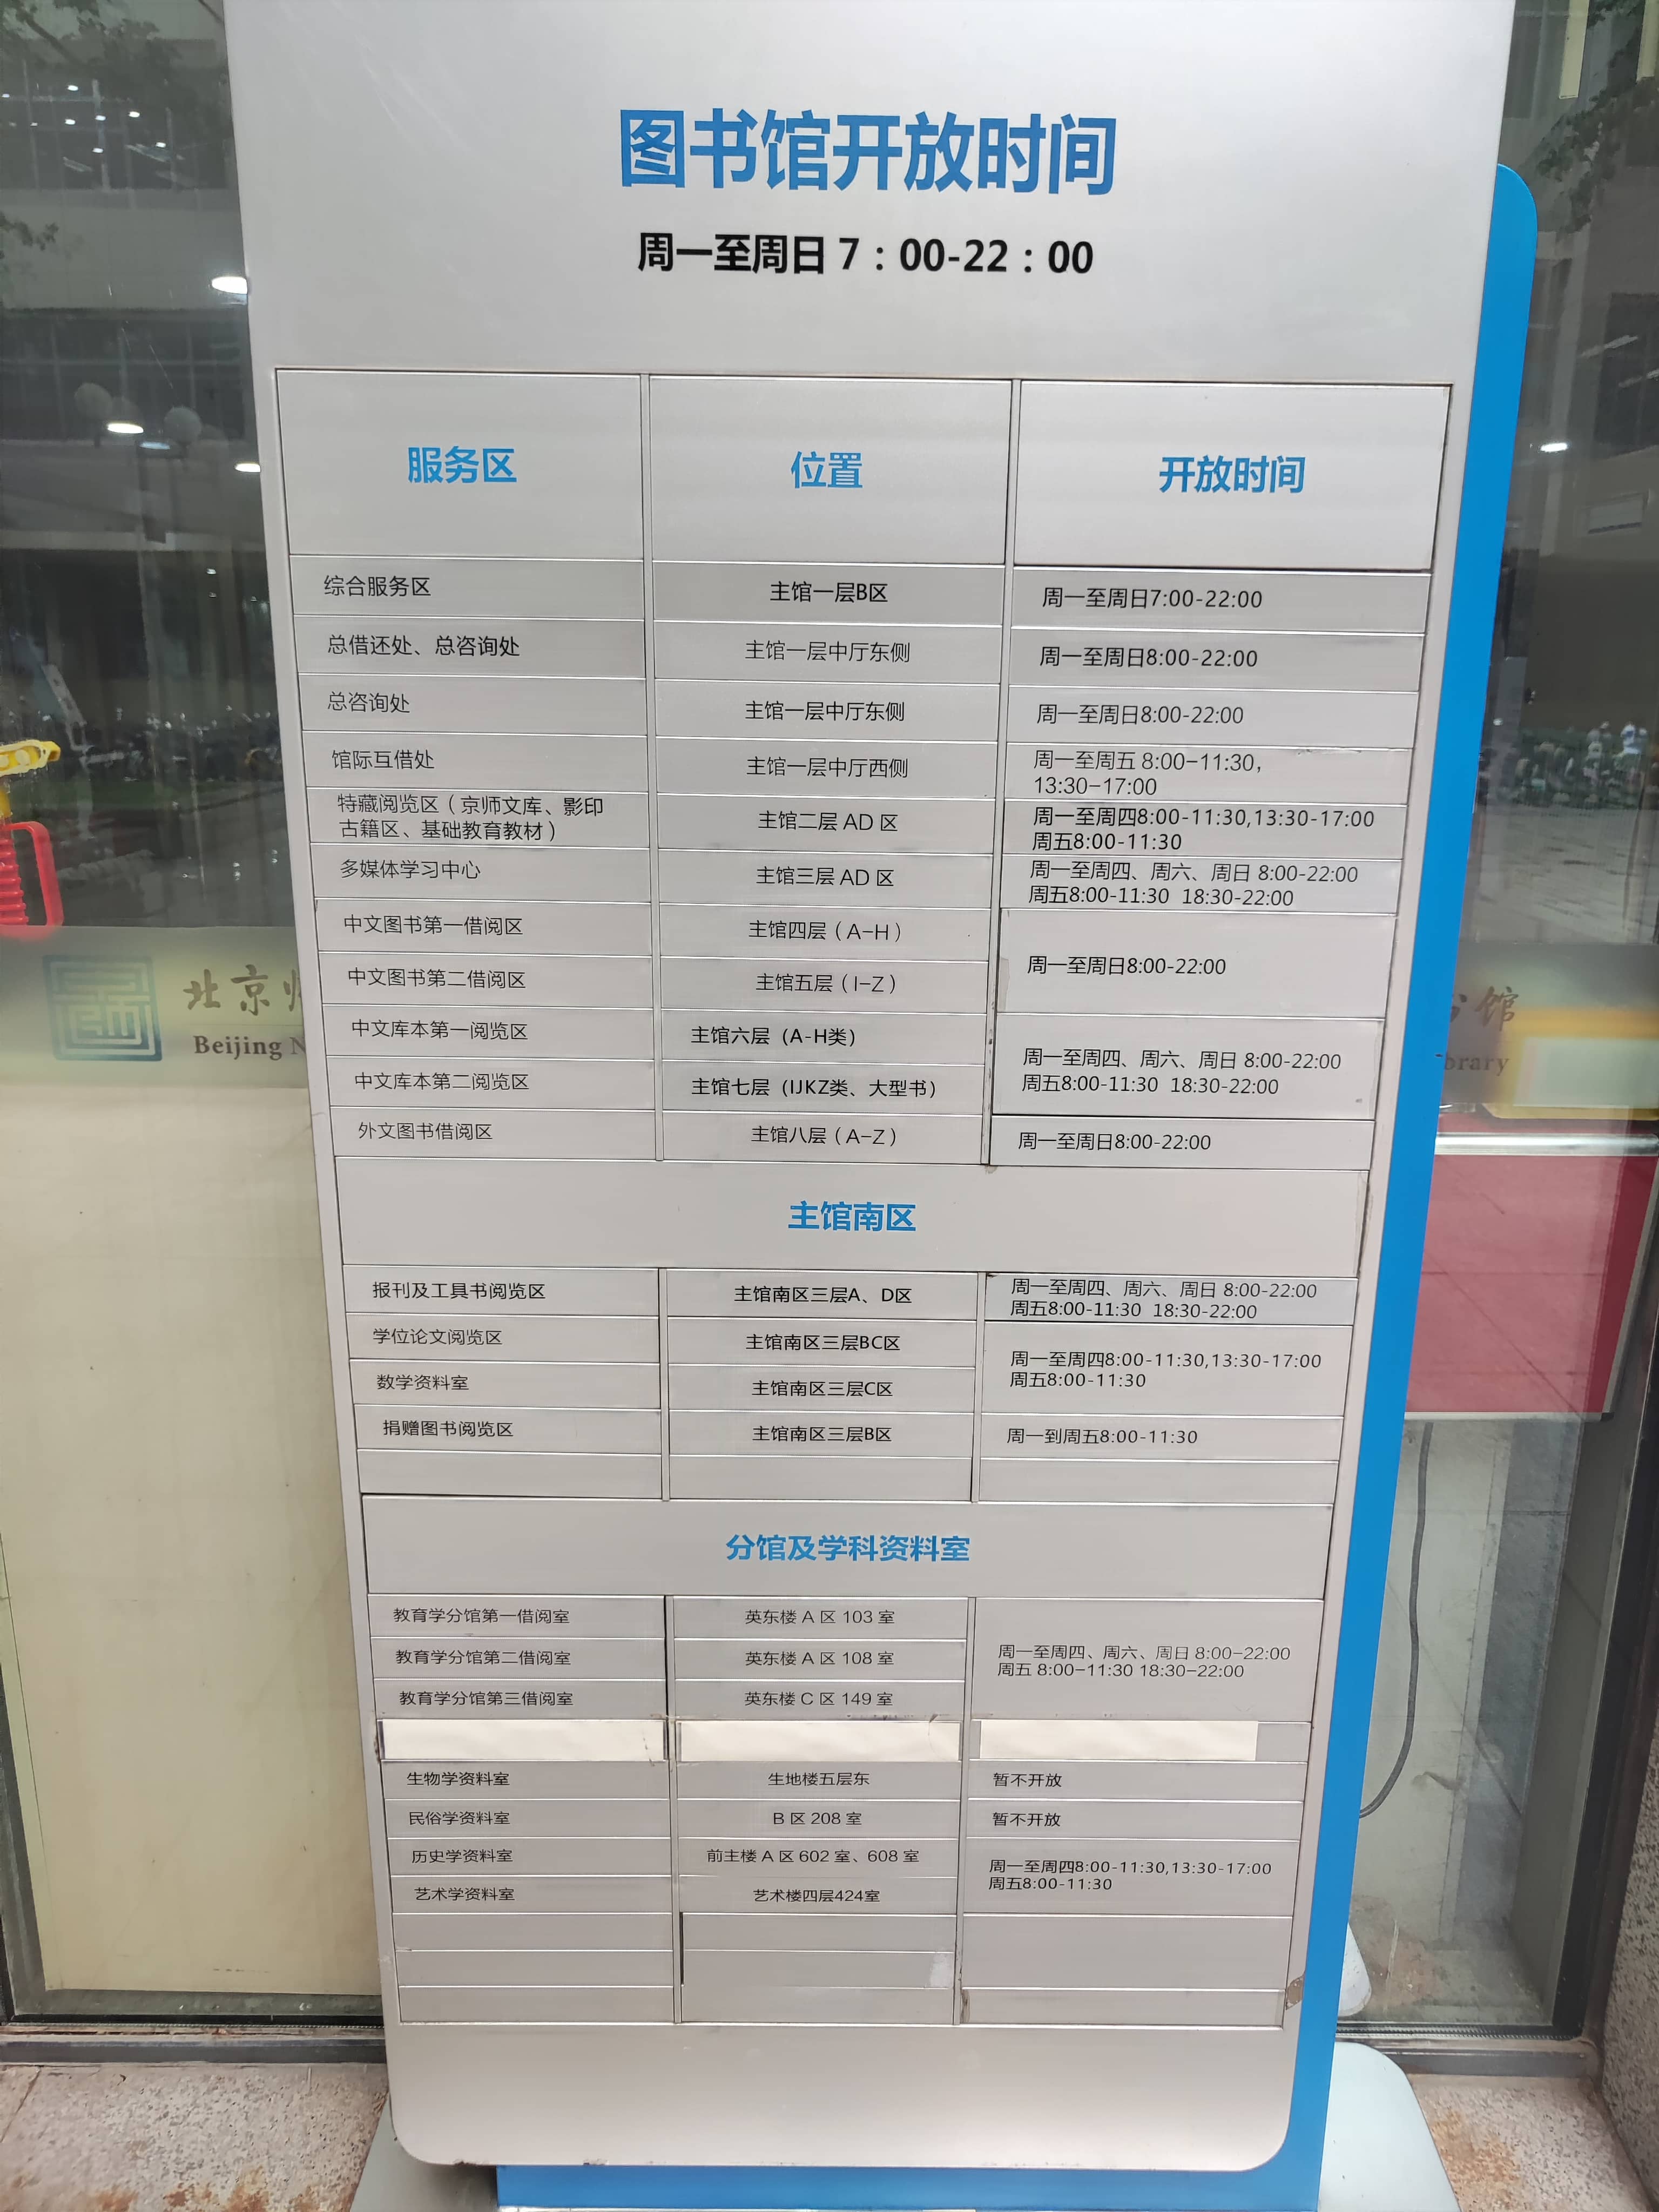 图书馆开放时间
周一至周日 7：00-22：00
服务区 位置 开放时间
综合服务区 主馆一层B区 周一至周日7:00-22:00
总借还处、总咨询处 主馆一层中厅东侧 周一至周日8:00-22:00
总咨询处 主馆一层中厅东侧 周一至周日8:00-22:00
馆际互借处 主馆一层中厅西侧 周一至周五 8:00-11:30,
13:30-17:00
特藏阅览区（京师文库、影印
古籍区、基础教育教材）
主馆二层 AD 区
周一至周四8:00-11:30,13:30-17:00
周五8:00-11:30
多媒体学习中心 主馆三层 AD 区
周一至周四、周六、周日 8:00-22:00
周五8:00-11:30 18:30-22:00
中文图书第一借阅区 主馆四层（A-H）
周一至周日8:00-22:00
中文图书第二借阅区 主馆五层（I-Z）
中文库本第一阅览区 主馆六层（A-H类）
周一至周四、周六、周日 8:00-22:00
周五8:00-11:30 18:30-22:00
中文库本第二阅览区 主馆七层（IJKZ类、大型书）
外文图书借阅区 主馆八层（A-Z） 周一至周日8:00-22:00
主馆南区
报刊及工具书阅览区 主馆南区三层A、D区
周一至周四、周六、周日 8:00-22:00
周五8:00-11:30 18:30-22:00
学位论文阅览区 主馆南区三层BC区
周一至周四8:00-11:30,13:30-17:00
周五8:00-11:30
数学资料室 主馆南区三层C区
捐赠图书阅览区 主馆南区三层B区 周一到周五8:00-11:30
分馆及学科资料室
教育学分馆第一借阅室 英东楼 A 区 103 室
教育学分馆第二借阅室 英东楼 A 区 108 室
周一至周四、周六、周日 8:00-22:00
周五 8:00-11:30 18:30-22:00
教育学分馆第三借阅室 英东楼 C 区 149 室
生物学资料室 生地楼五层东 暂不开放
民俗学资料室 B 区 208 室 暂不开放
历史学资料室 前主楼 A 区 602 室、608 室
周一至周四8:00-11:30,13:30-17:00
周五8:00-11:30
艺术学资料室 艺术楼四层424室
北京
Beijing N
馆
brary